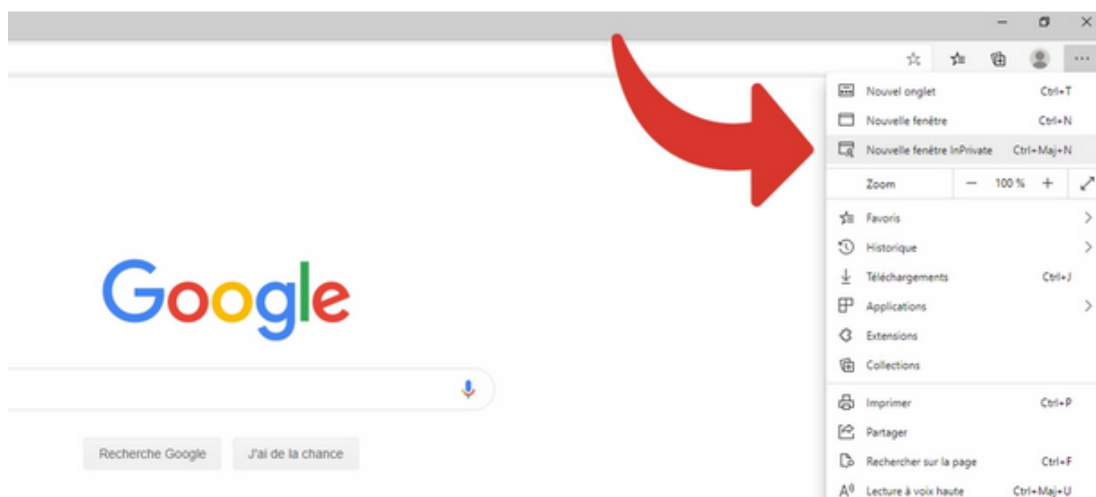 Nouvel onglet Ctrl+T
Nouvelle fenêtre Ctrl+N
Nouvelle fenêtre InPrivate Ctrl+Maj+N
Zoom — 100 % +
Favoris
Historique
Téléchargements Ctrl+J
Applications
Extensions
Collections
Imprimer Ctrl+P
Partager
Rechercher sur la page Ctrl+F
Lecture à voix haute Ctrl+Maj+U
Google
Recherche Google J'ai de la chance